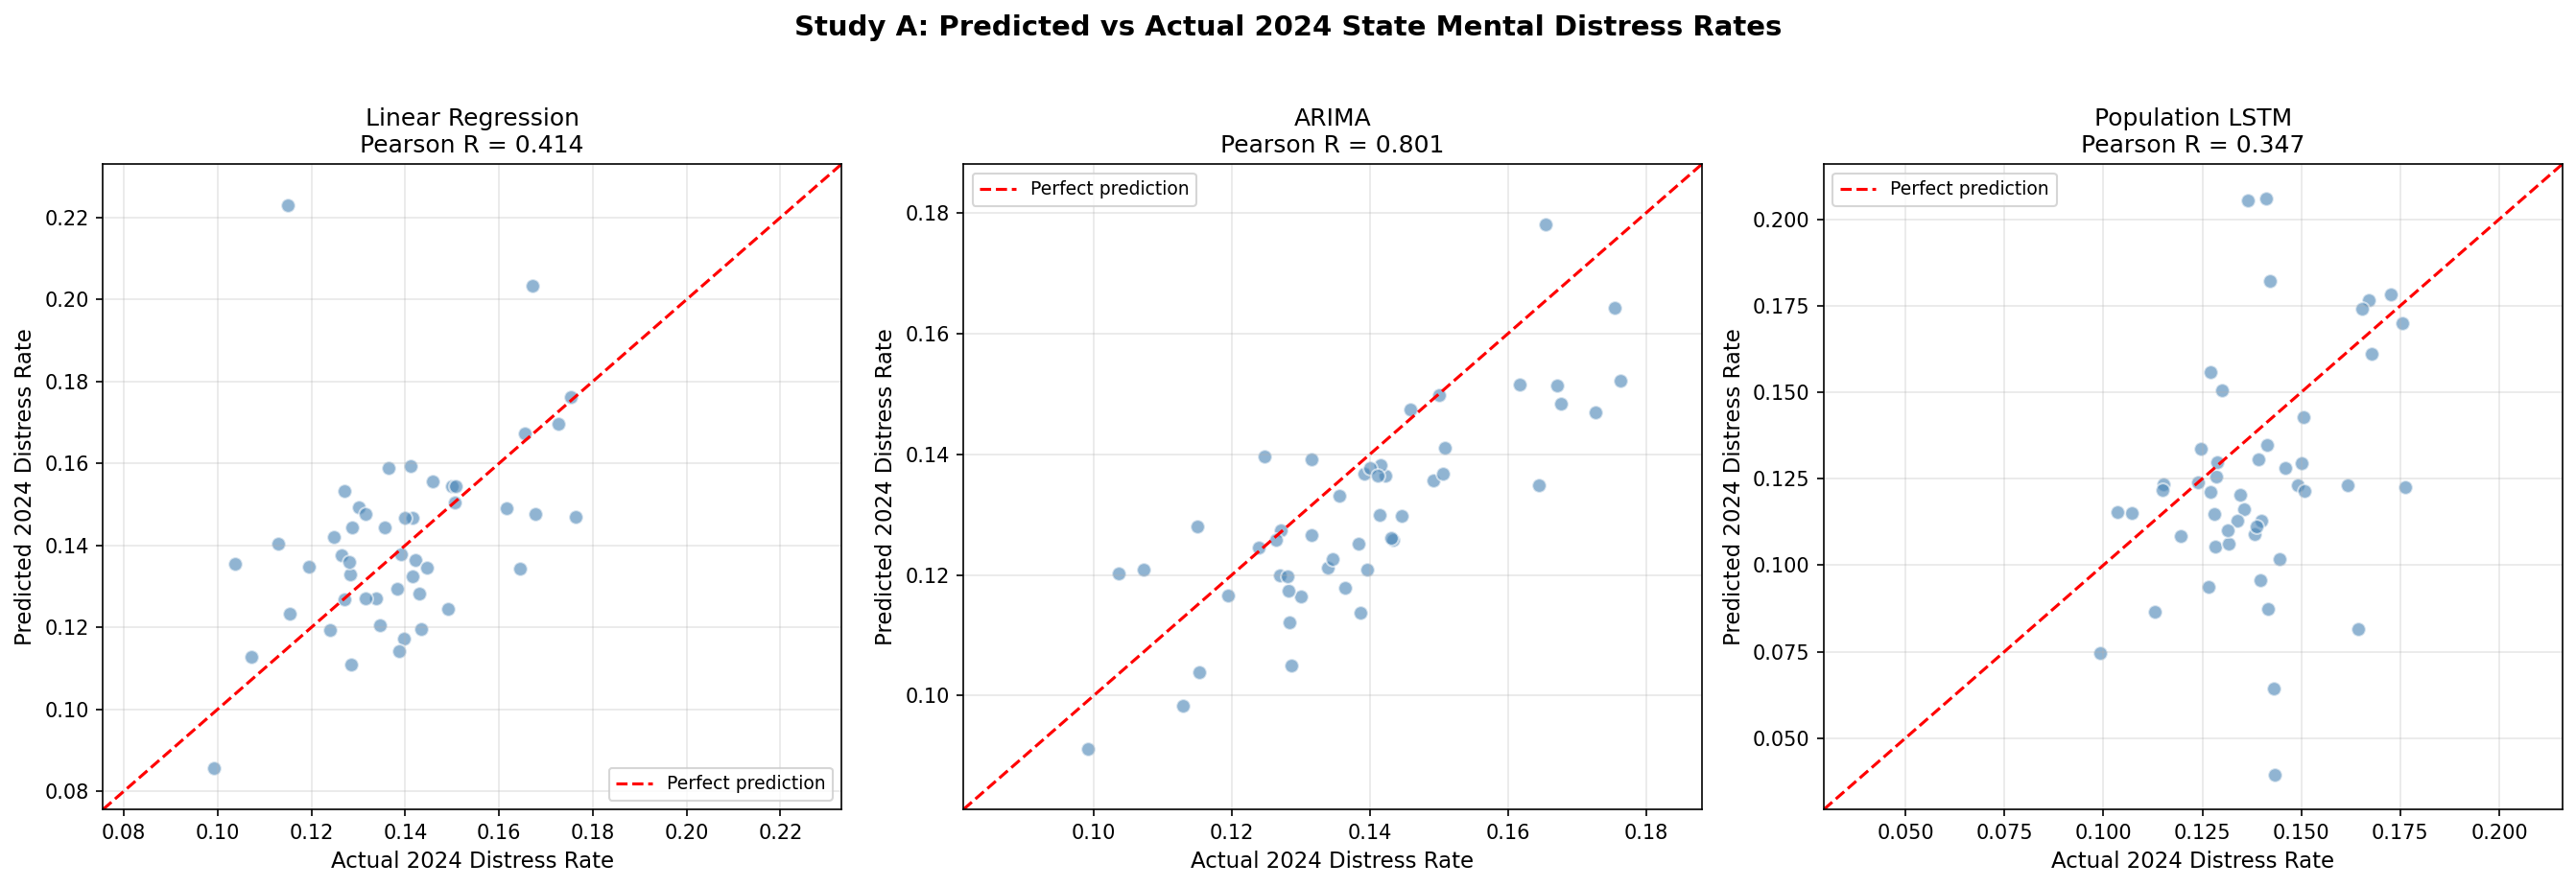 Study A: Predicted vs Actual 2024 State Mental Distress Rates
Linear Regression
Pearson R = 0.414
Predicted 2024 Distress Rate
0.22
0.20
0.18
0.16
0.14
0.12
0.10
0.08
Perfect prediction
0.08 0.10 0.12 0.14 0.16 0.18 0.20 0.22
Actual 2024 Distress Rate
ARIMA
Pearson R = 0.801
Perfect prediction
Predicted 2024 Distress Rate
0.18
0.16
0.14
0.12
0.10
0.10 0.12 0.14 0.16 0.18
Actual 2024 Distress Rate
Population LSTM
Pearson R = 0.347
Perfect prediction
Predicted 2024 Distress Rate
0.200
0.175
0.150
0.125
0.100
0.075
0.050
0.050 0.075 0.100 0.125 0.150 0.175 0.200
Actual 2024 Distress Rate